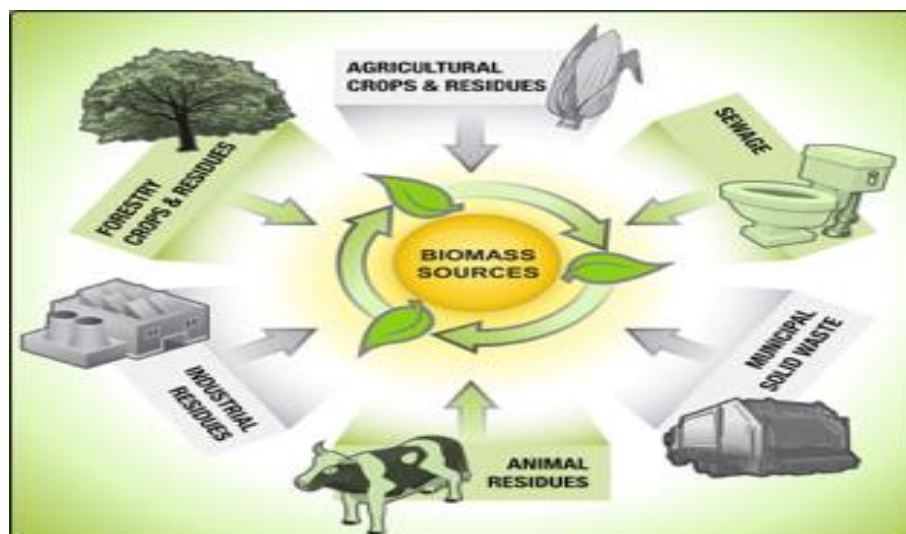 AGRICULTURAL
CROPS & RESIDUES
SEWAGE
MUNICIPAL
SOLID WASTE
ANIMAL
RESIDUES
INDUSTRIAL
RESIDUES
FORESTRY
CROPS & RESIDUES
BIOMASS
SOURCES